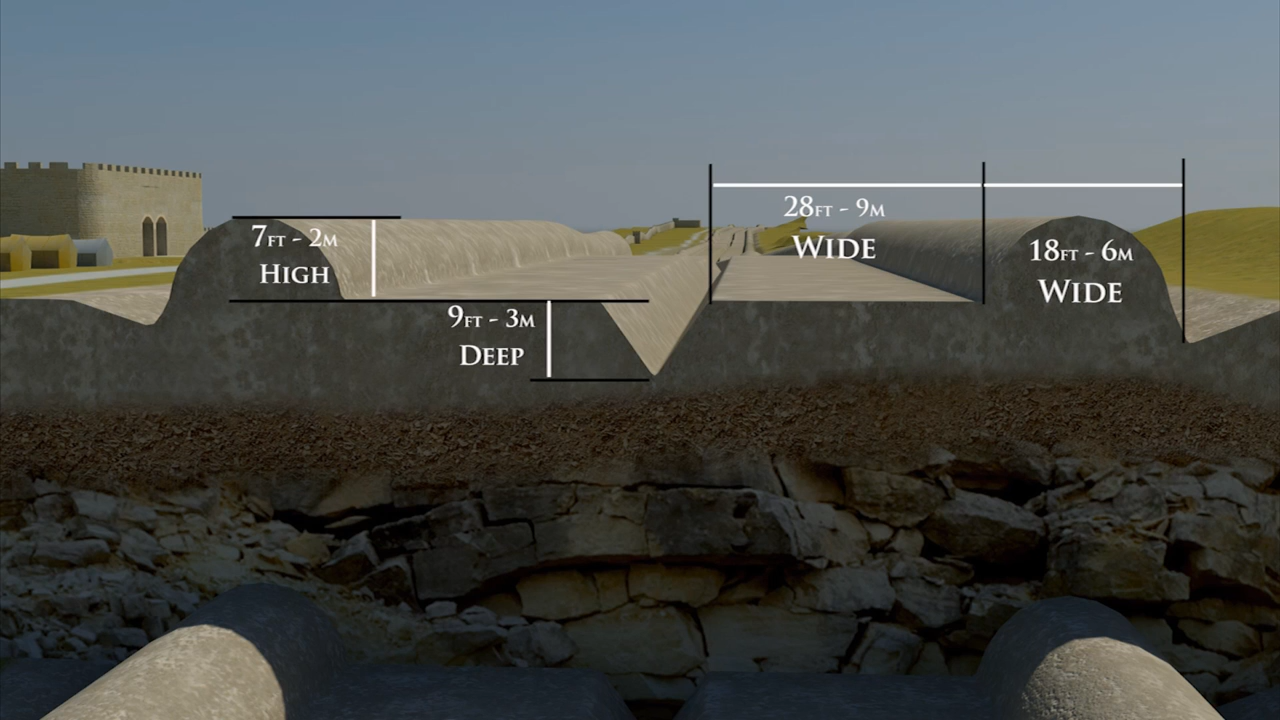 7ft - 2m
High
9ft - 3m
Deep
28ft - 9m
Wide
18ft - 6m
Wide